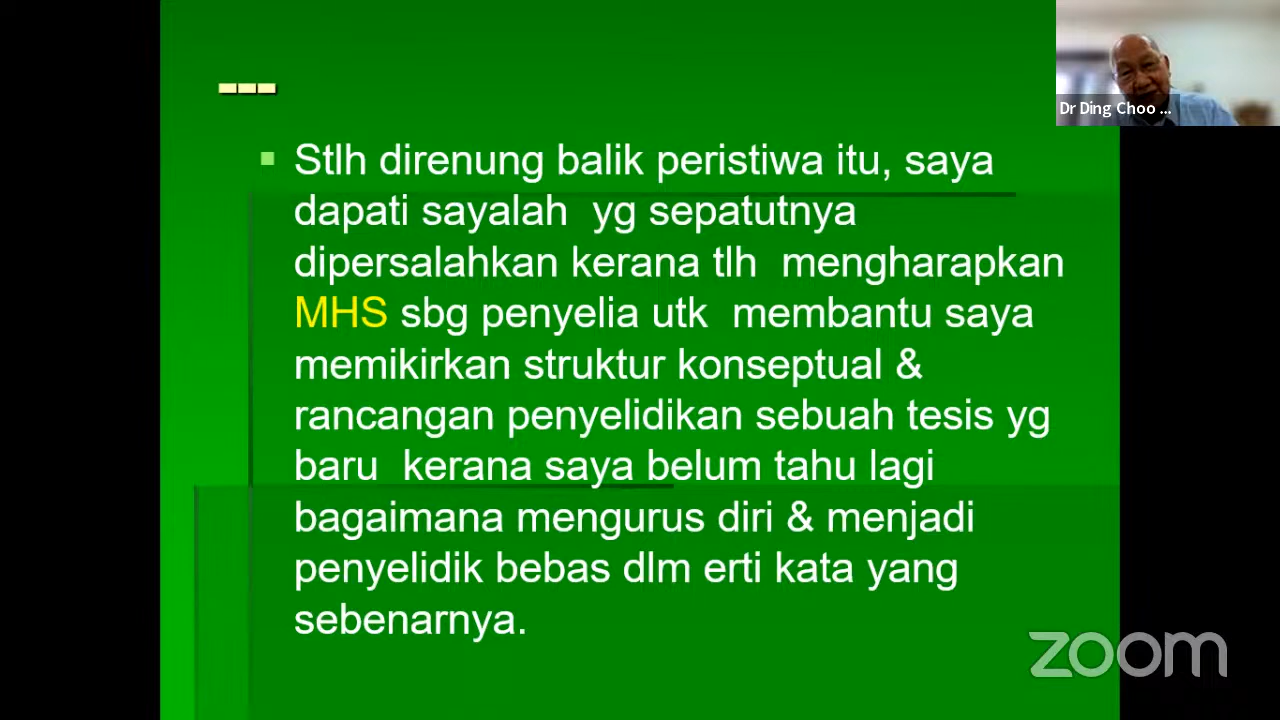 ---
Dr Ding Choo ...
Stlh direnung balik peristiwa itu, saya
dapati sayalah yg sepatutnya
dipersalahkan kerana tlh mengharapkan
MHS sbg penyelia utk membantu saya
memikirkan struktur konseptual &
rancangan penyelidikan sebuah tesis yg
baru kerana saya belum tahu lagi
bagaimana mengurus diri & menjadi
penyelidik bebas dlm erti kata yang
sebenarnya.
zoom